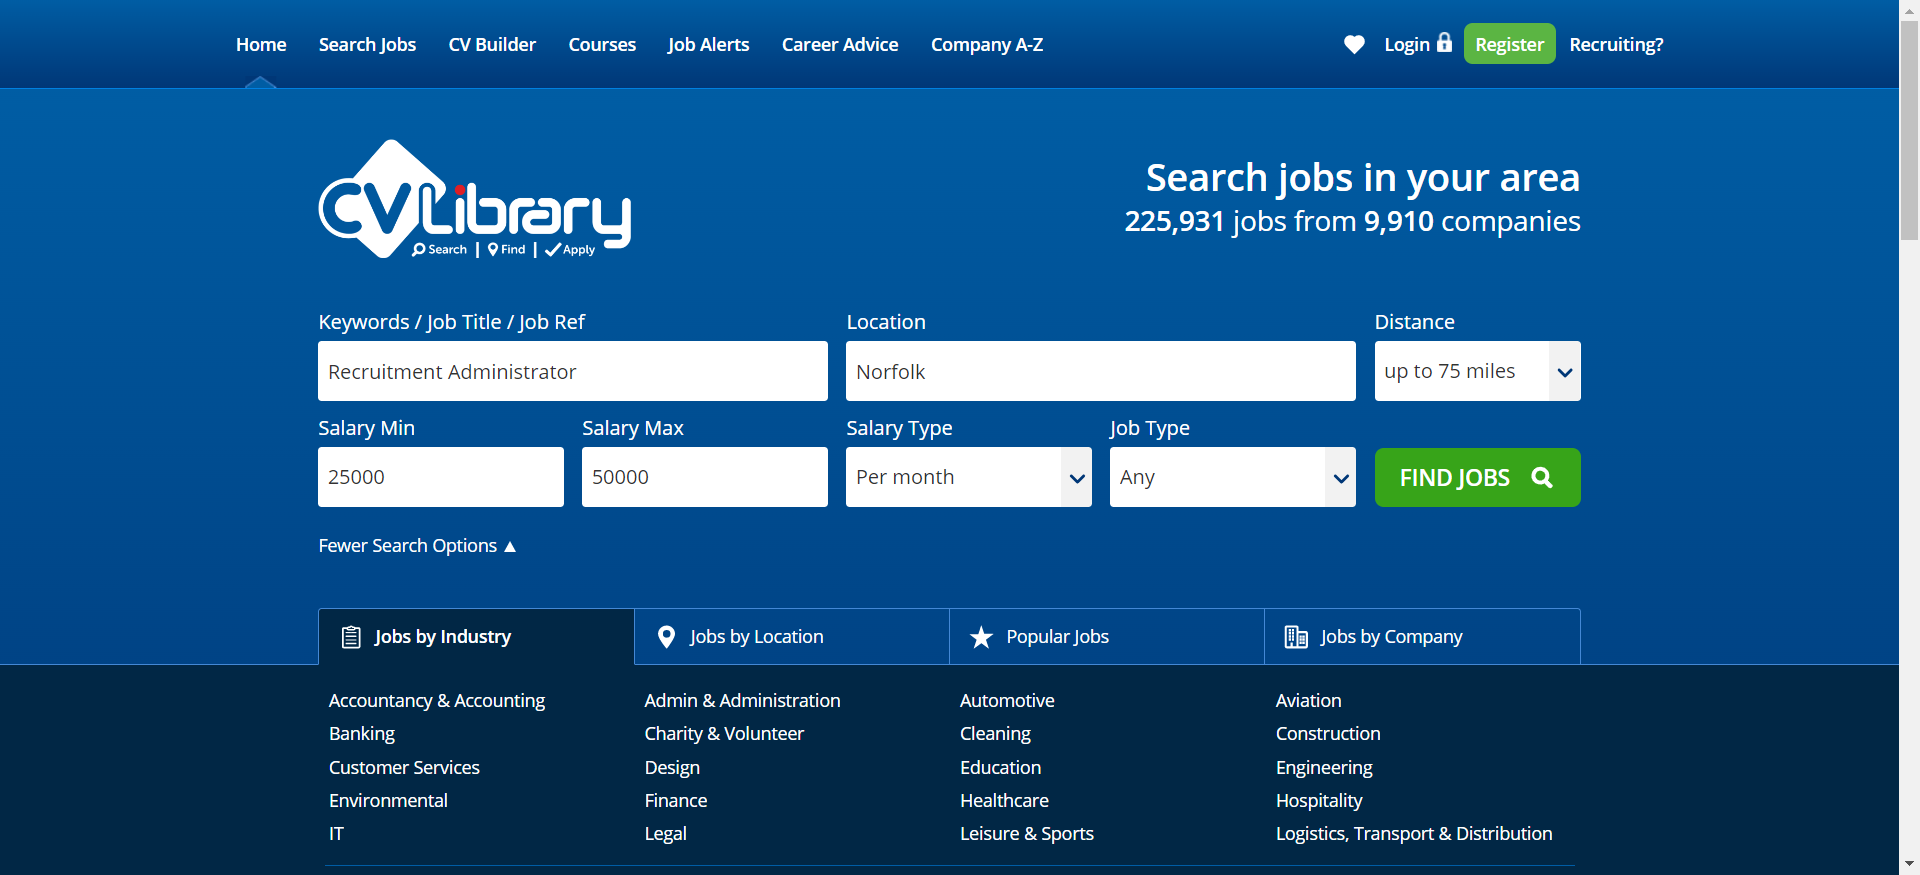 Home Search Jobs CV Builder Courses Job Alerts Career Advice Company A-Z Login Register Recruiting?
CV Library
Search | Find | Apply
Search jobs in your area
225,931 jobs from 9,910 companies
Keywords / Job Title / Job Ref Location Distance
Recruitment Administrator Norfolk up to 75 miles
Salary Min Salary Max Salary Type Job Type
25000 50000 Per month Any FIND JOBS
Fewer Search Options ▲
Jobs by Industry Jobs by Location Popular Jobs Jobs by Company
Accountancy & Accounting Admin & Administration Automotive Aviation
Banking Charity & Volunteer Cleaning Construction
Customer Services Design Education Engineering
Environmental Finance Healthcare Hospitality
IT Legal Leisure & Sports Logistics, Transport & Distribution